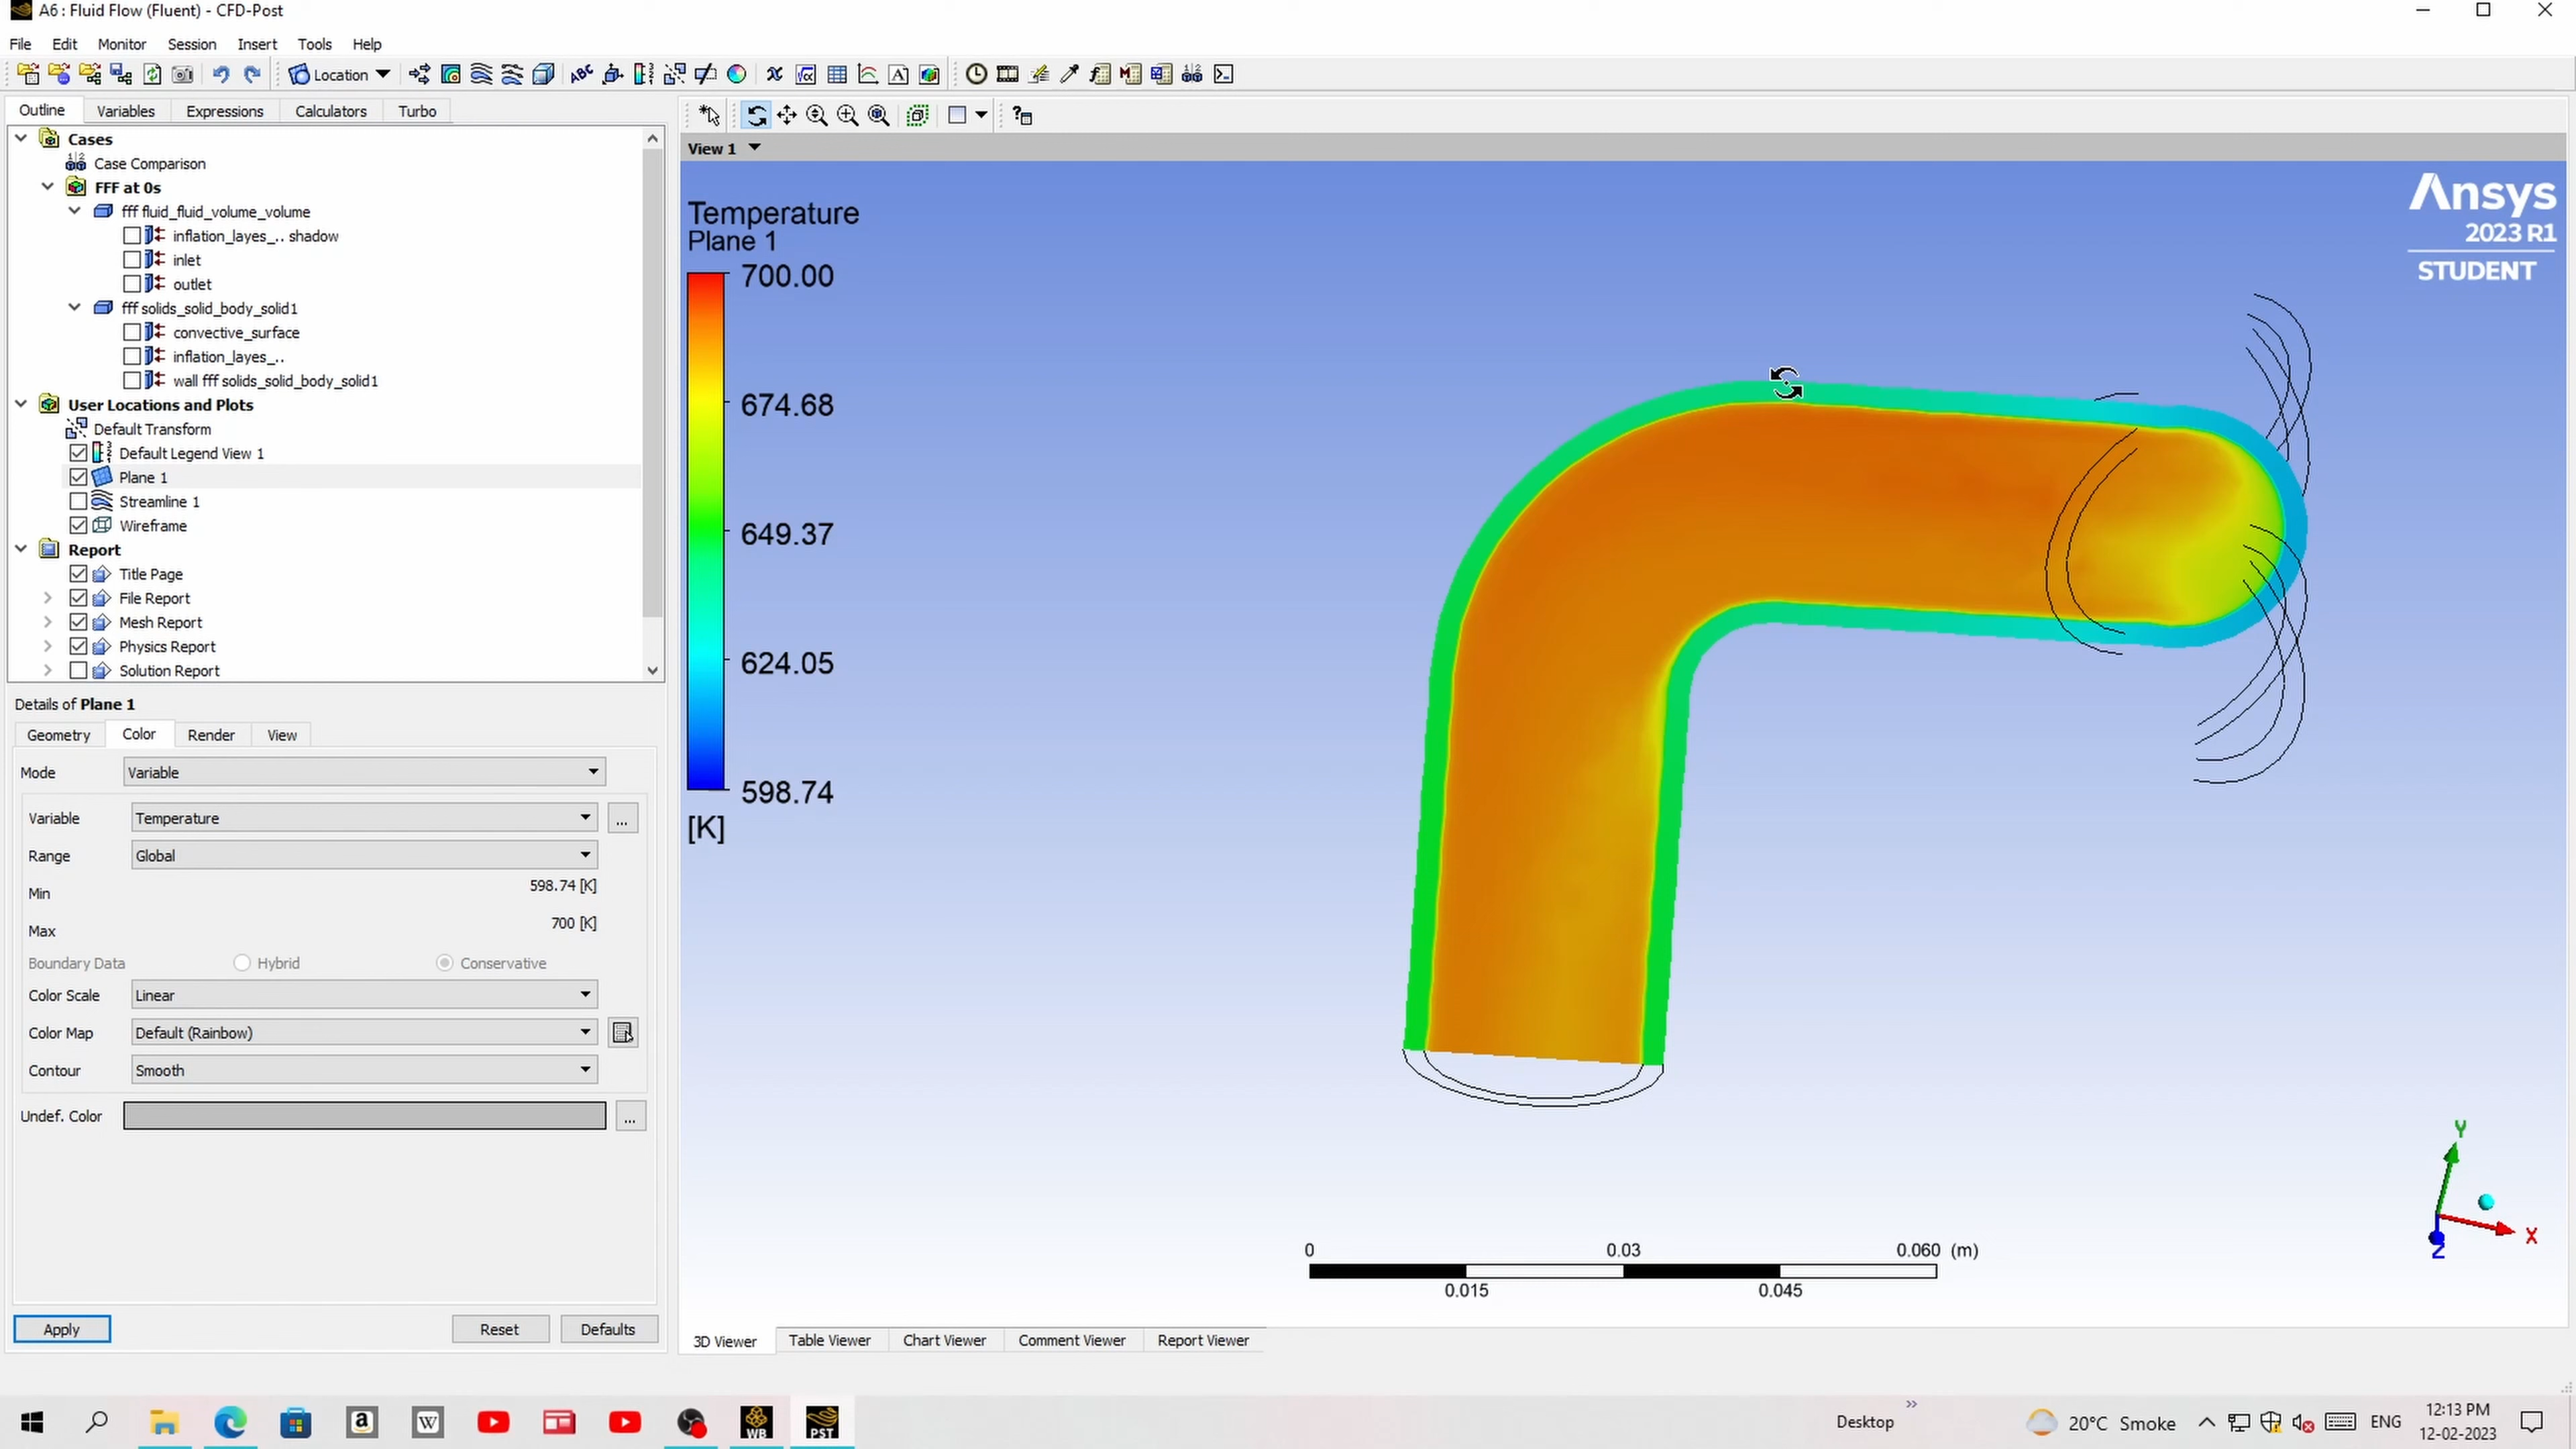 A6 : Fluid Flow (Fluent) - CFD-Post
File Edit Monitor Session Insert Tools Help
Location
Outline Variables Expressions Calculators Turbo
Cases
Case Comparison
FFF at 0s
fff fluid_fluid_volume_volume
inflation_layes_.. shadow
inlet
outlet
fff solids_solid_body_solid1
convective_surface
inflation_layes_..
wall fff solids_solid_body_solid1
User Locations and Plots
Default Transform
Default Legend View 1
Plane 1
Streamline 1
Wireframe
Report
Title Page
File Report
Mesh Report
Physics Report
Solution Report
Details of Plane 1
Geometry Color Render View
Mode Variable
Variable Temperature ...
Range Global
Min 598.74 [K]
Max 700 [K]
Boundary Data Hybrid Conservative
Color Scale Linear
Color Map Default (Rainbow)
Contour Smooth
Undef. Color ...
Apply Reset Defaults
View 1
Temperature
Plane 1
700.00
674.68
649.37
624.05
598.74
[K]
Ansys
2023 R1
STUDENT
Y
X
Z
0 0.03 0.060 (m)
0.015 0.045
3D Viewer Table Viewer Chart Viewer Comment Viewer Report Viewer
a
W
WB
PST
Desktop
20°C Smoke
ENG
12:13 PM
12-02-2023